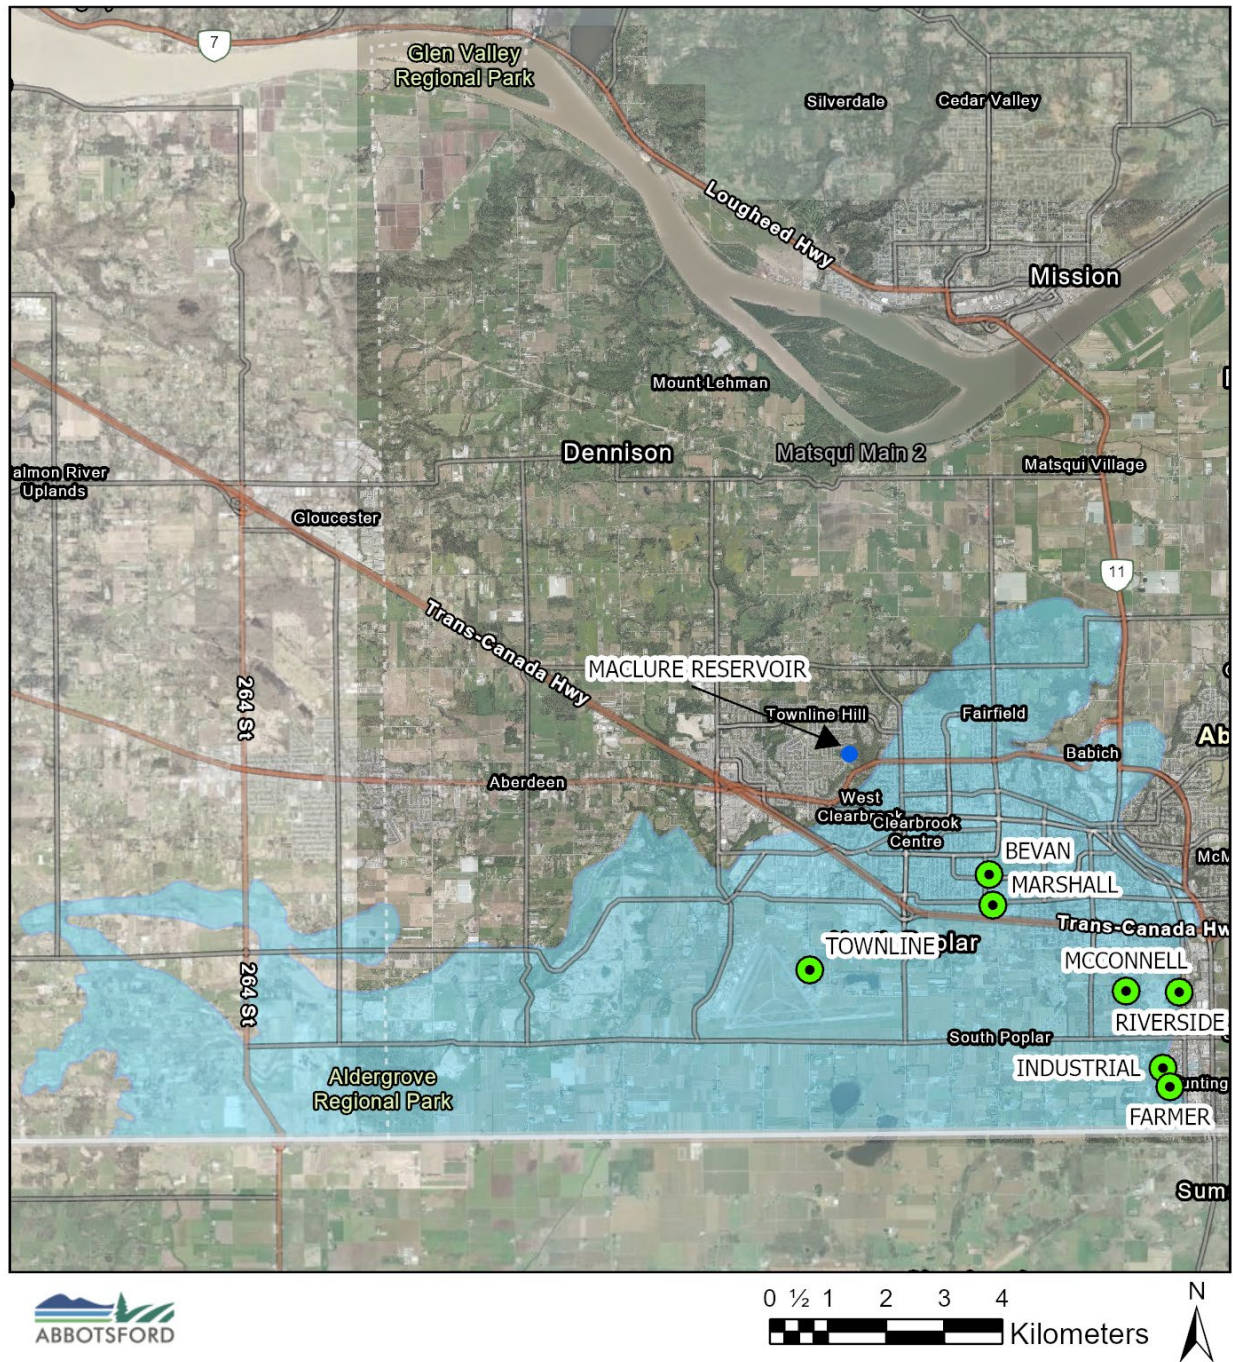 7
Glen Valley
Regional Park
Silverdale
Cedar Valley
Lougheed Hwy
Mission
Mount Lehman
Dennison
Matsqui Main 2
Matsqui Village
almon River
Uplands
Gloucester
11
Trans-Canada Hwy
264 St
MACLURE RESERVOIR
Townline Hill
Fairfield
Ab
Babich
Aberdeen
West
Clearbrook
Clearbrook
Centre
BEVAN
McM
MARSHALL
Trans-Canada Hw
TOWNLINE
Poplar
MCCONNELL
264 St
RIVERSIDE
South Poplar
INDUSTRIAL
unting
Aldergrove
Regional Park
FARMER
Sum
ABBOTSFORD
0 ½ 1 2 3 4
Kilometers
N